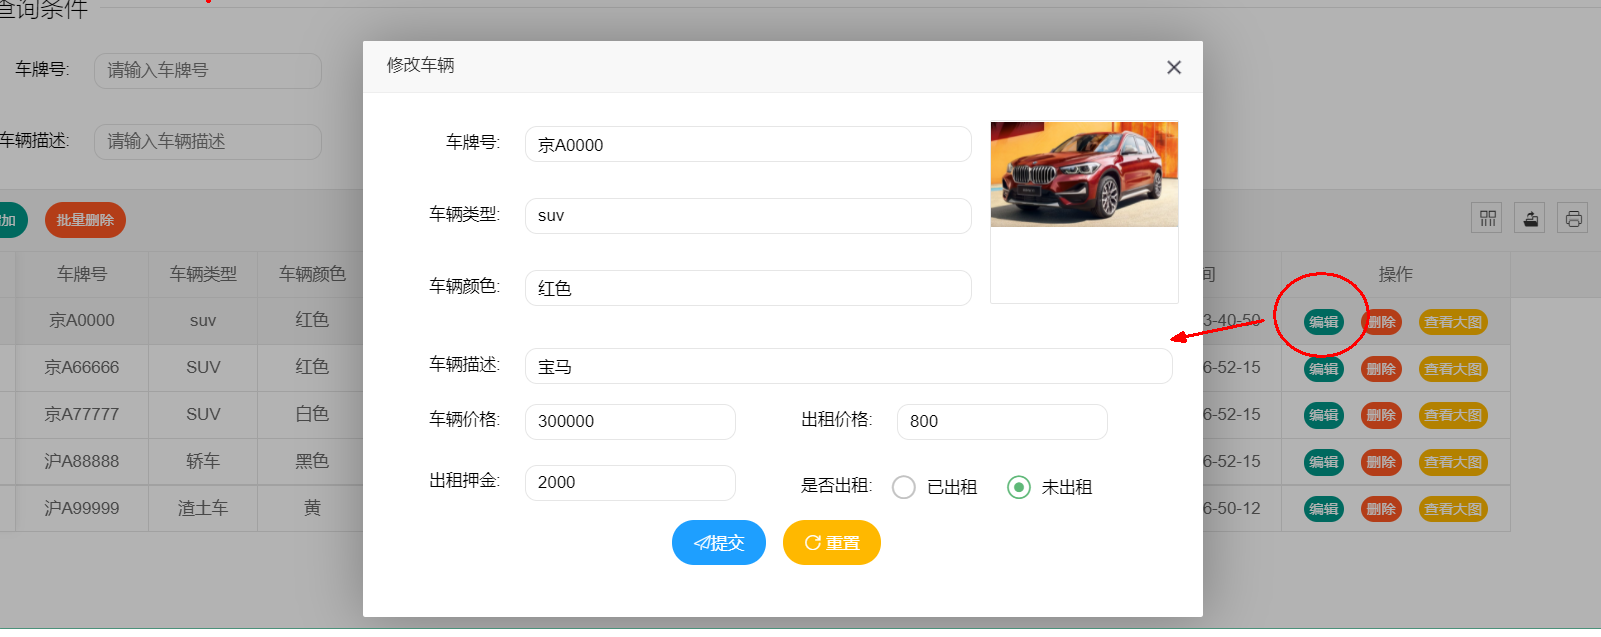 查询条件
车牌号: 请输入车牌号
车辆描述: 请输入车辆描述
加 批量删除
车牌号 车辆类型 车辆颜色 间 操作
京A0000 suv 红色 3-40-50 编辑 删除 查看大图
京A66666 SUV 红色 6-52-15 编辑 删除 查看大图
京A77777 SUV 白色 6-52-15 编辑 删除 查看大图
沪A88888 轿车 黑色 6-52-15 编辑 删除 查看大图
沪A99999 渣土车 黄 6-50-12 编辑 删除 查看大图
修改车辆
车牌号: 京A0000
车辆类型: suv
车辆颜色: 红色
车辆描述: 宝马
车辆价格: 300000 出租价格: 800
出租押金: 2000 是否出租: 已出租 未出租
提交 重置